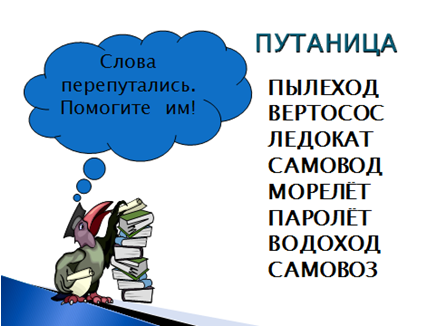 Слова
перепутались.
Помогите им!
ПУТАНИЦА
ПЫЛЕХОД
ВЕРТОСОС
ЛЕДОКАТ
САМОВОД
МОРЕЛЁТ
ПАРОЛЁТ
ВОДОХОД
САМОВОЗ